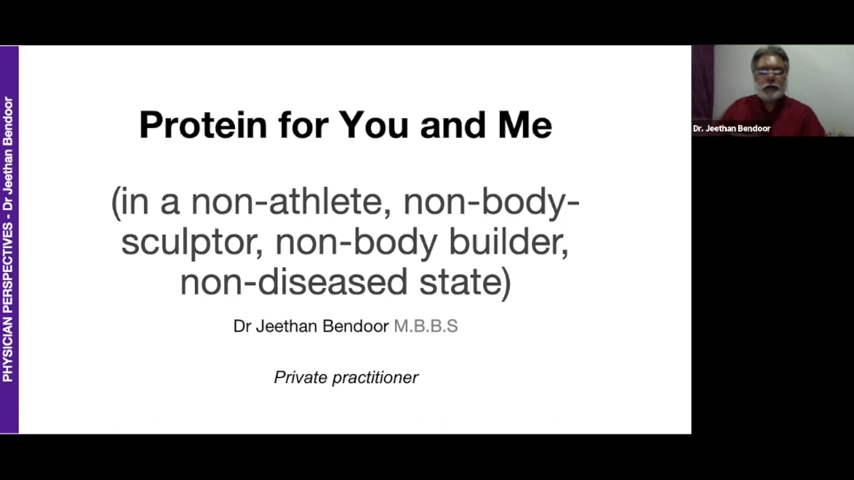 PHYSICIAN PERSPECTIVES - Dr Jeethan Bendoor
Protein for You and Me
(in a non-athlete, non-body-
sculptor, non-body builder,
non-diseased state)
Dr Jeethan Bendoor M.B.B.S
Private practitioner
Dr. Jeethan Bendoor